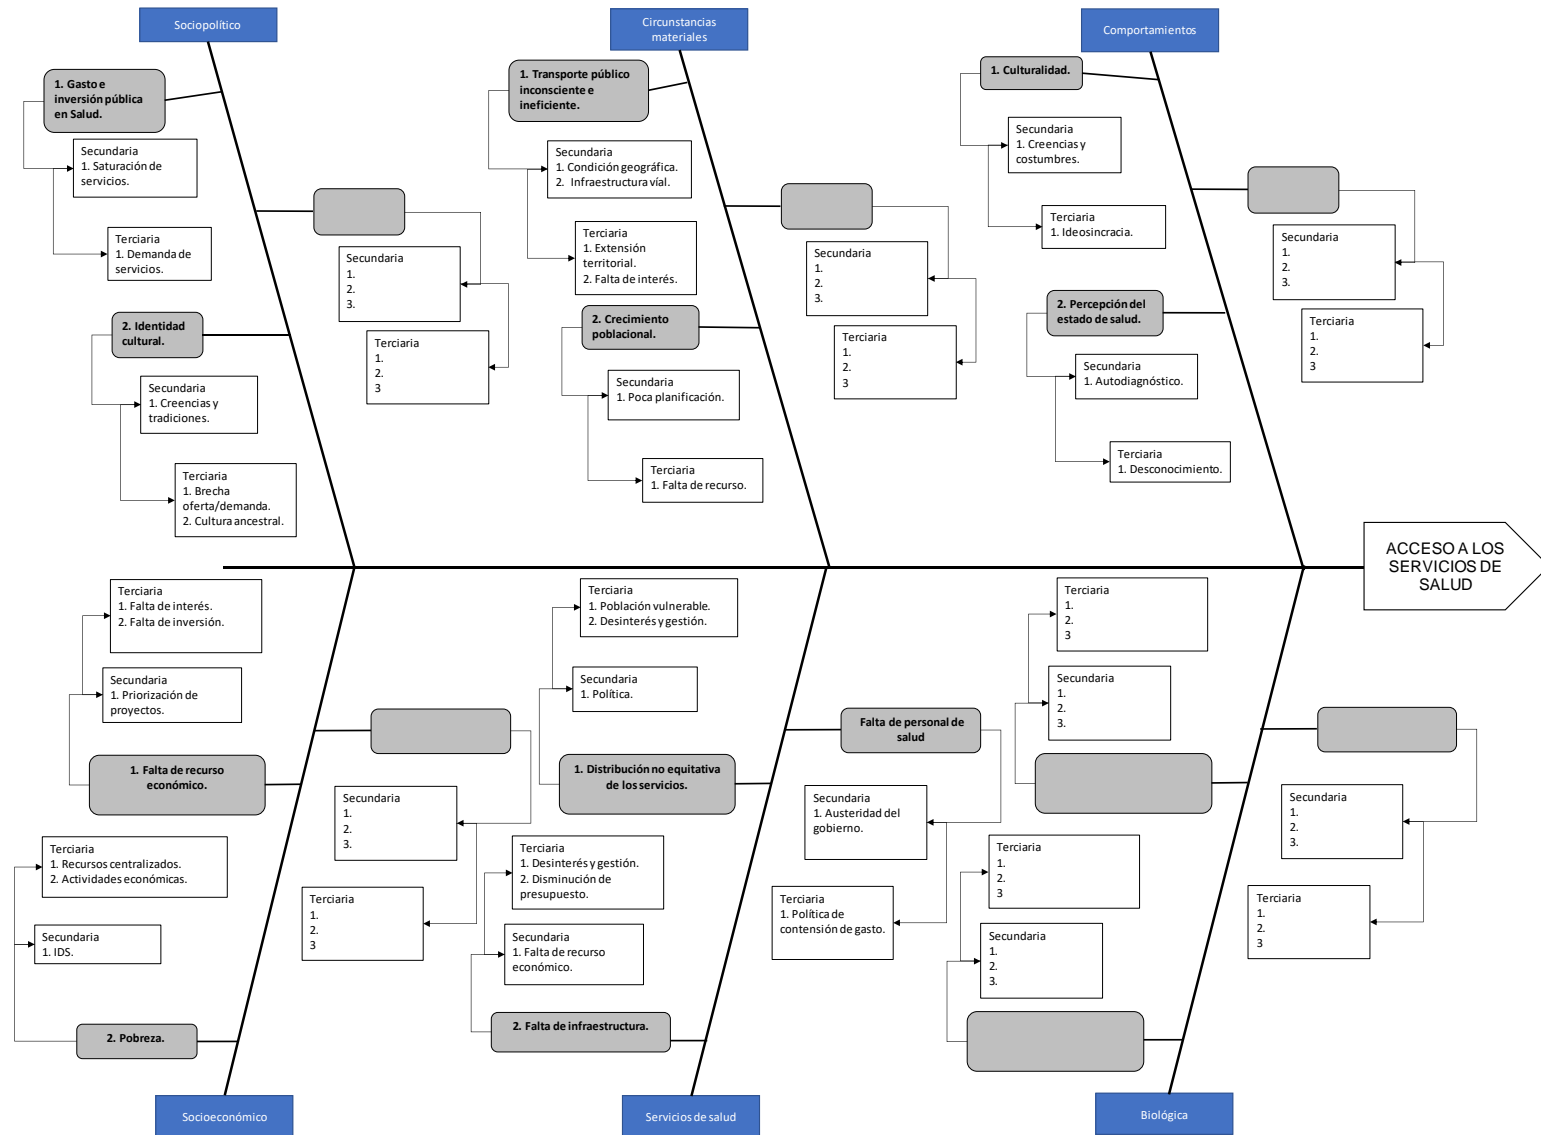 Sociopolítico
1. Gasto e
inversión pública
en Salud.
Secundaria
1. Saturación de
servicios.
Terciaria
1. Demanda de
servicios.
Secundaria
1.
2.
3.
Terciaria
1.
2.
3
2. Identidad
cultural.
Secundaria
1. Creencias y
tradiciones.
Terciaria
1. Brecha
oferta/demanda.
2. Cultura ancestral.
Circunstancias
materiales
1. Transporte público
inconsciente e
ineficiente.
Secundaria
1. Condición geográfica.
2. Infraestructura víal.
Terciaria
1. Extensión
territorial.
2. Falta de interés.
Secundaria
1.
2.
3.
Terciaria
1.
2.
3
2. Crecimiento
poblacional.
Secundaria
1. Poca planificación.
Terciaria
1. Falta de recurso.
Comportamientos
1. Culturalidad.
Secundaria
1. Creencias y
costumbres.
Terciaria
1. Ideosincracia.
Secundaria
1.
2.
3.
Terciaria
1.
2.
3
2. Percepción del
estado de salud.
Secundaria
1. Autodiagnóstico.
Terciaria
1. Desconocimiento.
ACCESO A LOS
SERVICIOS DE
SALUD
Terciaria
1. Falta de interés.
2. Falta de inversión.
Secundaria
1. Priorización de
proyectos.
1. Falta de recurso
económico.
Secundaria
1.
2.
3.
Terciaria
1.
2.
3
Terciaria
1. Recursos centralizados.
2. Actividades económicas.
Secundaria
1. IDS.
2. Pobreza.
Socioeconómico
Terciaria
1. Población vulnerable.
2. Desinterés y gestión.
Secundaria
1. Política.
1. Distribución no equitativa
de los servicios.
Falta de personal de
salud
Secundaria
1. Austeridad del
gobierno.
Terciaria
1. Política de
contensión de gasto.
Terciaria
1. Desinterés y gestión.
2. Disminución de
presupuesto.
Secundaria
1. Falta de recurso
económico.
2. Falta de infraestructura.
Servicios de salud
Terciaria
1.
2.
3
Secundaria
1.
2.
3.
Secundaria
1.
2.
3.
Terciaria
1.
2.
3
Terciaria
1.
2.
3
Secundaria
1.
2.
3.
Biológica